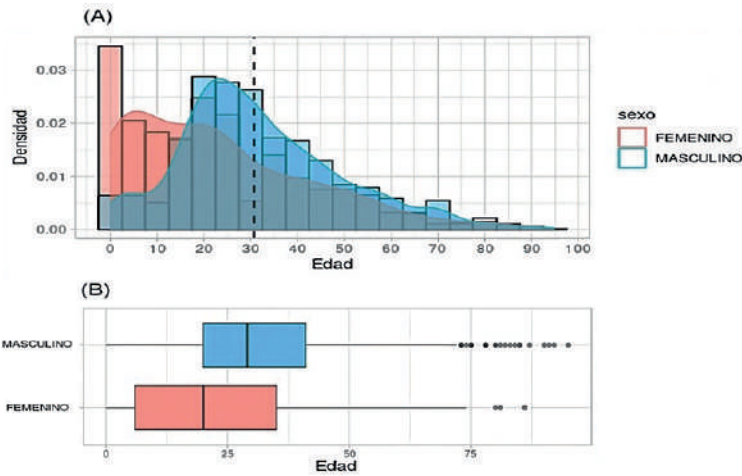 (A)
0.03
0.02
0.01
0.00
Densidad
0 10 20 30 40 50 60 70 80 90 100
Edad
sexo
FEMENINO
MASCULINO
(B)
MASCULINO
FEMENINO
0 25 50 75
Edad